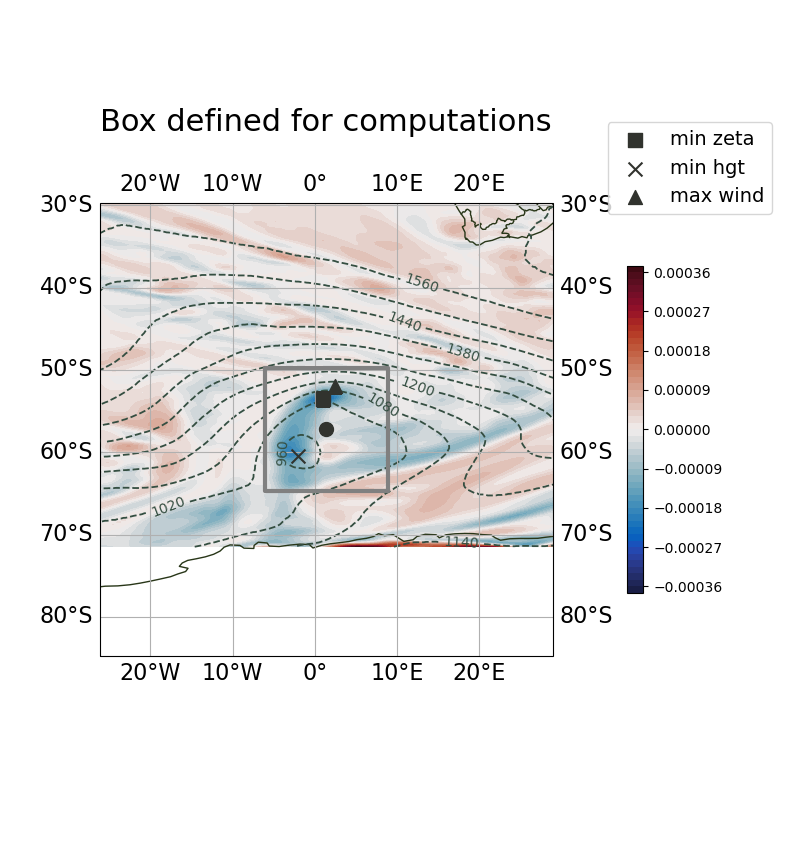 Box defined for computations
min zeta
min hgt
max wind
20°W 10°W 0° 10°E 20°E
30°S 30°S
40°S 40°S
50°S 50°S
60°S 60°S
70°S 70°S
80°S 80°S
20°W 10°W 0° 10°E 20°E
1560
1440
1380
1200
1080
960
1020
1140
0.00036
0.00027
0.00018
0.00009
0.00000
−0.00009
−0.00018
−0.00027
−0.00036